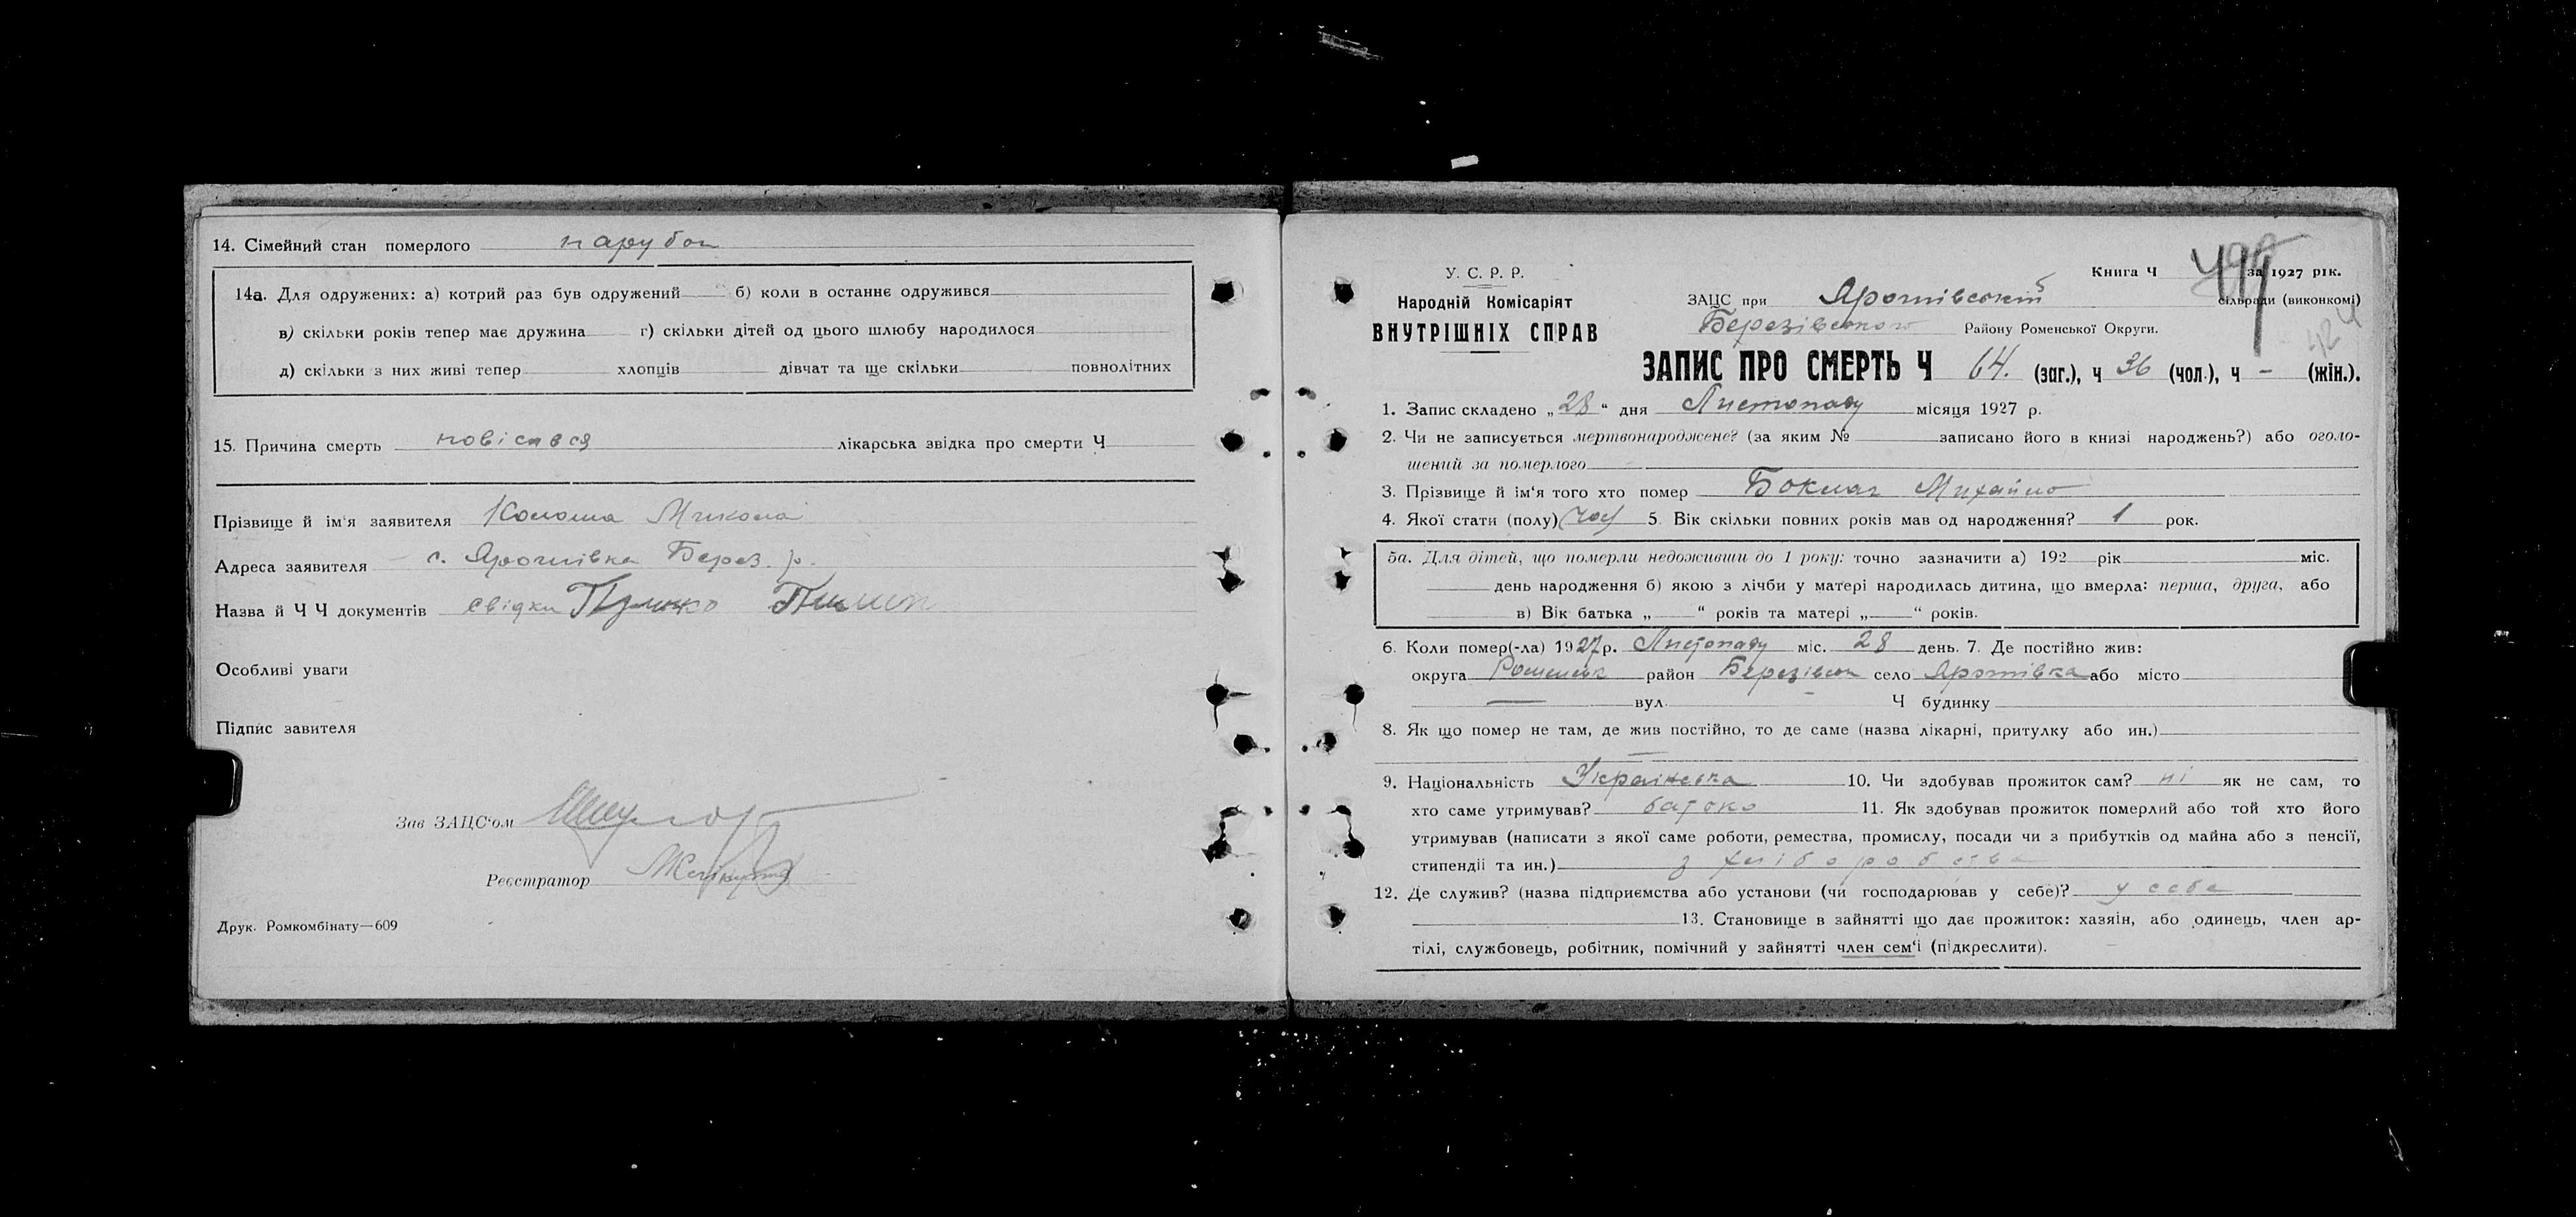 14. Сімейний стан померлого парубок
14а. Для одружених: а) котрий раз був одружений б) коли в останнє одружився
в) скільки років тепер має дружина г) скільки дітей од цього шлюбу народилося
д) скільки з них живі тепер хлопців дівчат та ще скільки повнолітних
15. Причина смерть повісився лікарська звідка про смерти Ч
Прізвище й ім'я заявителя Колоша Микола
Адреса заявителя с. Ярошівка Берез. р.
Назва й Ч Ч документів свідки Пилип
Особливі уваги
Підпис завителя
Зав ЗАЦС'ом
Реєстратор
Друк. Ромкомбінату—609
У. С. Р. Р.
Народній Комісаріят
ВНУТРІШНІХ СПРАВ
Книга Ч за 1927 рік.
ЗАЦС при Ярошівській сільради (виконкомі)
Березівського Району Роменської Округи.
424
ЗАПИС ПРО СМЕРТЬ Ч 64. (заг.), ч 36 (чол.), ч - (жін.).
1. Запис складено „28“ дня Листопаду місяця 1927 р.
2. Чи не записується мертвонароджене? (за яким № записано його в книзі народжень?) або оголо-
шений за померлого
3. Прізвище й ім'я того хто помер Боклаг Михайло
4. Якої стати (полу) чол 5. Вік скільки повних років мав од народження? 1 рок.
5а. Для дітей, що померли недоживши до 1 року: точно зазначити а) 192 рік міс.
день народження б) якою з лічби у матері народилась дитина, що вмерла: перша, друга, або
в) Вік батька „ “ років та матері „ “ років.
6. Коли помер(-ла) 1927 р. Листопаду міс. 28 день. 7. Де постійно жив:
округа Роменськ район Березівськ село Ярошівка або місто
вул. Ч будинку
8. Як що помер не там, де жив постійно, то де саме (назва лікарні, притулку або ин.)
9. Національність Українська 10. Чи здобував прожиток сам? ні як не сам, то
хто саме утримував? батько 11. Як здобував прожиток померлий або той хто його
утримував (написати з якої саме роботи, ремества, промислу, посади чи з прибутків од майна або з пенсії,
стипендії та ин.) з хліборобства
12. Де служив? (назва підприємства або установи (чи господарював у себе)? у себе
13. Становище в зайнятті що дає прожиток: хазяїн, або одинець, член ар-
тілі, службовець, робітник, помічний у зайнятті член сем'ї (підкреслити).